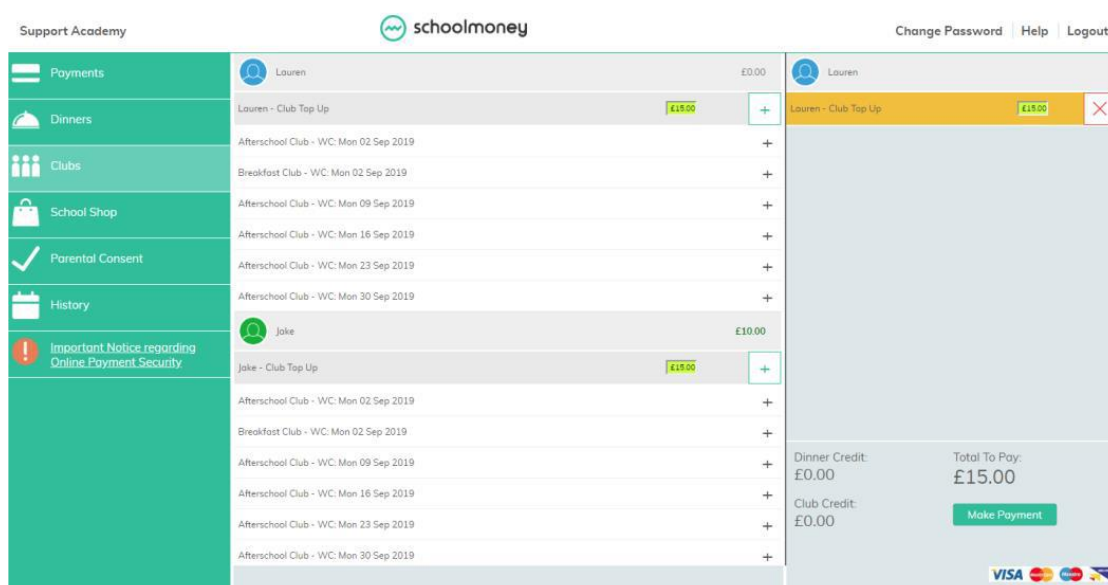 Support Academy
schoolmoney
Change Password Help Logout
Payments
Dinners
Clubs
School Shop
Parental Consent
History
Important Notice regarding
Online Payment Security
Lauren £0.00
Lauren - Club Top Up £15.00 +
Afterschool Club - WC: Mon 02 Sep 2019 +
Breakfast Club - WC: Mon 02 Sep 2019 +
Afterschool Club - WC: Mon 09 Sep 2019 +
Afterschool Club - WC: Mon 16 Sep 2019 +
Afterschool Club - WC: Mon 23 Sep 2019 +
Afterschool Club - WC: Mon 30 Sep 2019 +
Jake £10.00
Jake - Club Top Up £15.00 +
Afterschool Club - WC: Mon 02 Sep 2019 +
Breakfast Club - WC: Mon 02 Sep 2019 +
Afterschool Club - WC: Mon 09 Sep 2019 +
Afterschool Club - WC: Mon 16 Sep 2019 +
Afterschool Club - WC: Mon 23 Sep 2019 +
Afterschool Club - WC: Mon 30 Sep 2019 +
Lauren
Lauren - Club Top Up £15.00
Dinner Credit: Total To Pay:
£0.00 £15.00
Club Credit:
£0.00 Make Payment
VISA